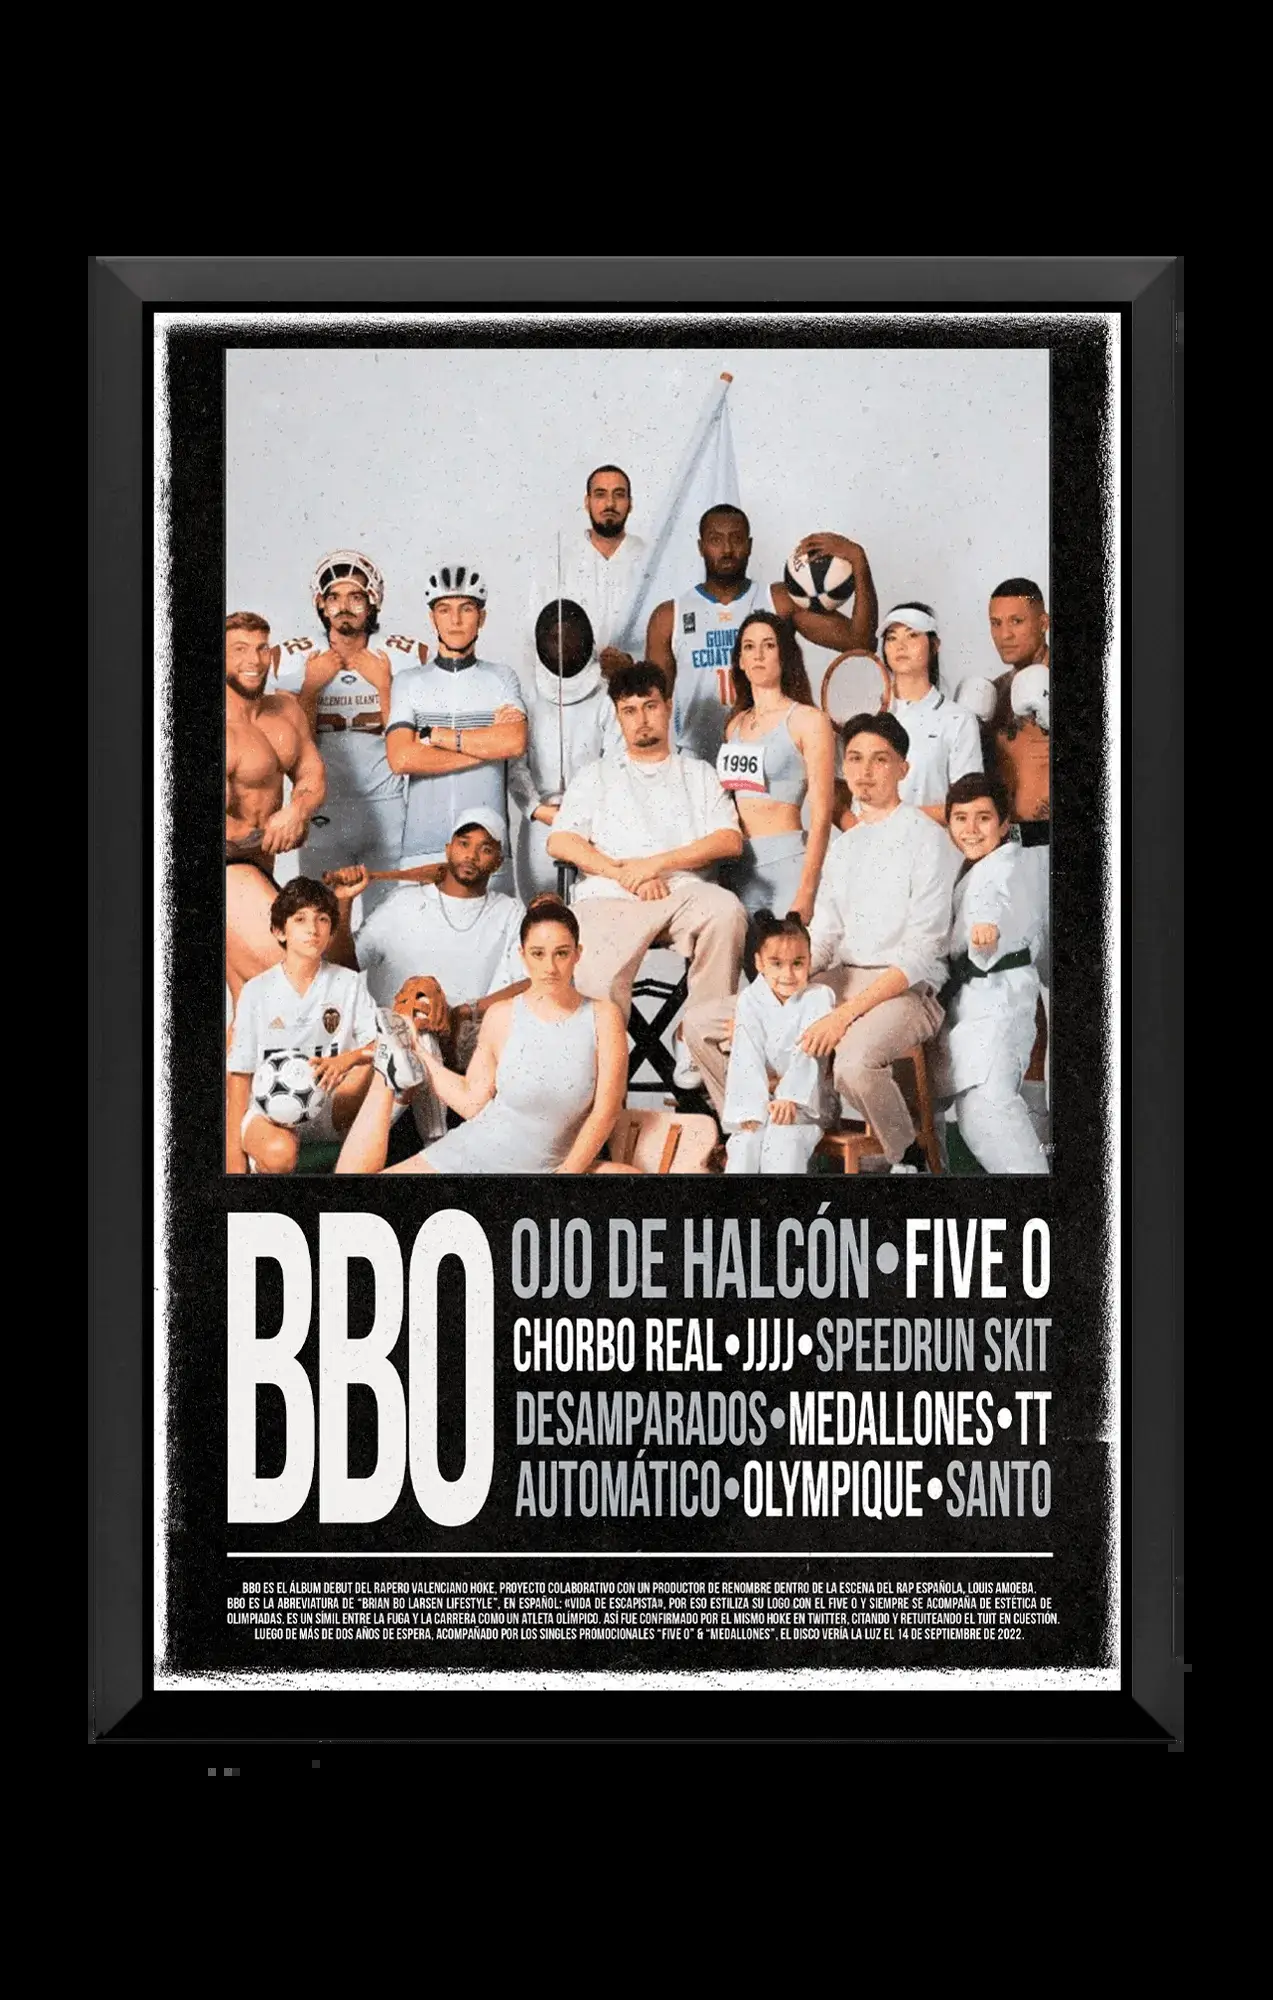 22
22
VALENCIA GIANT
GUINE
ECUAT
1996
BBO
OJO DE HALCÓN•FIVE O
CHORBO REAL•JJJJ•SPEEDRUN SKIT
DESAMPARADOS•MEDALLONES•TT
AUTOMÁTICO•OLYMPIQUE•SANTO
BBO ES EL ÁLBUM DEBUT DEL RAPERO VALENCIANO HOKE, PROYECTO COLABORATIVO CON UN PRODUCTOR DE RENOMBRE DENTRO DE LA ESCENA DEL RAP ESPAÑOLA, LOUIS AMOEBA.
BBO ES LA ABREVIATURA DE "BRIAN BO LARSEN LIFESTYLE", EN ESPAÑOL: «VIDA DE ESCAPISTA», POR ESO ESTILIZA SU LOGO CON EL FIVE O Y SIEMPRE SE ACOMPAÑA DE ESTÉTICA DE
OLIMPIADAS, ES UN SÍMIL ENTRE LA FUGA Y LA CARRERA COMO UN ATLETA OLÍMPICO. ASÍ FUE CONFIRMADO POR EL MISMO HOKE EN TWITTER, CITANDO Y RETUITEANDO EL TUIT EN CUESTIÓN.
LUEGO DE MÁS DE DOS AÑOS DE ESPERA, ACOMPAÑADO POR LOS SINGLES PROMOCIONALES "FIVE O" & "MEDALLONES", EL DISCO VERÍA LA LUZ EL 14 DE SEPTIEMBRE DE 2022.